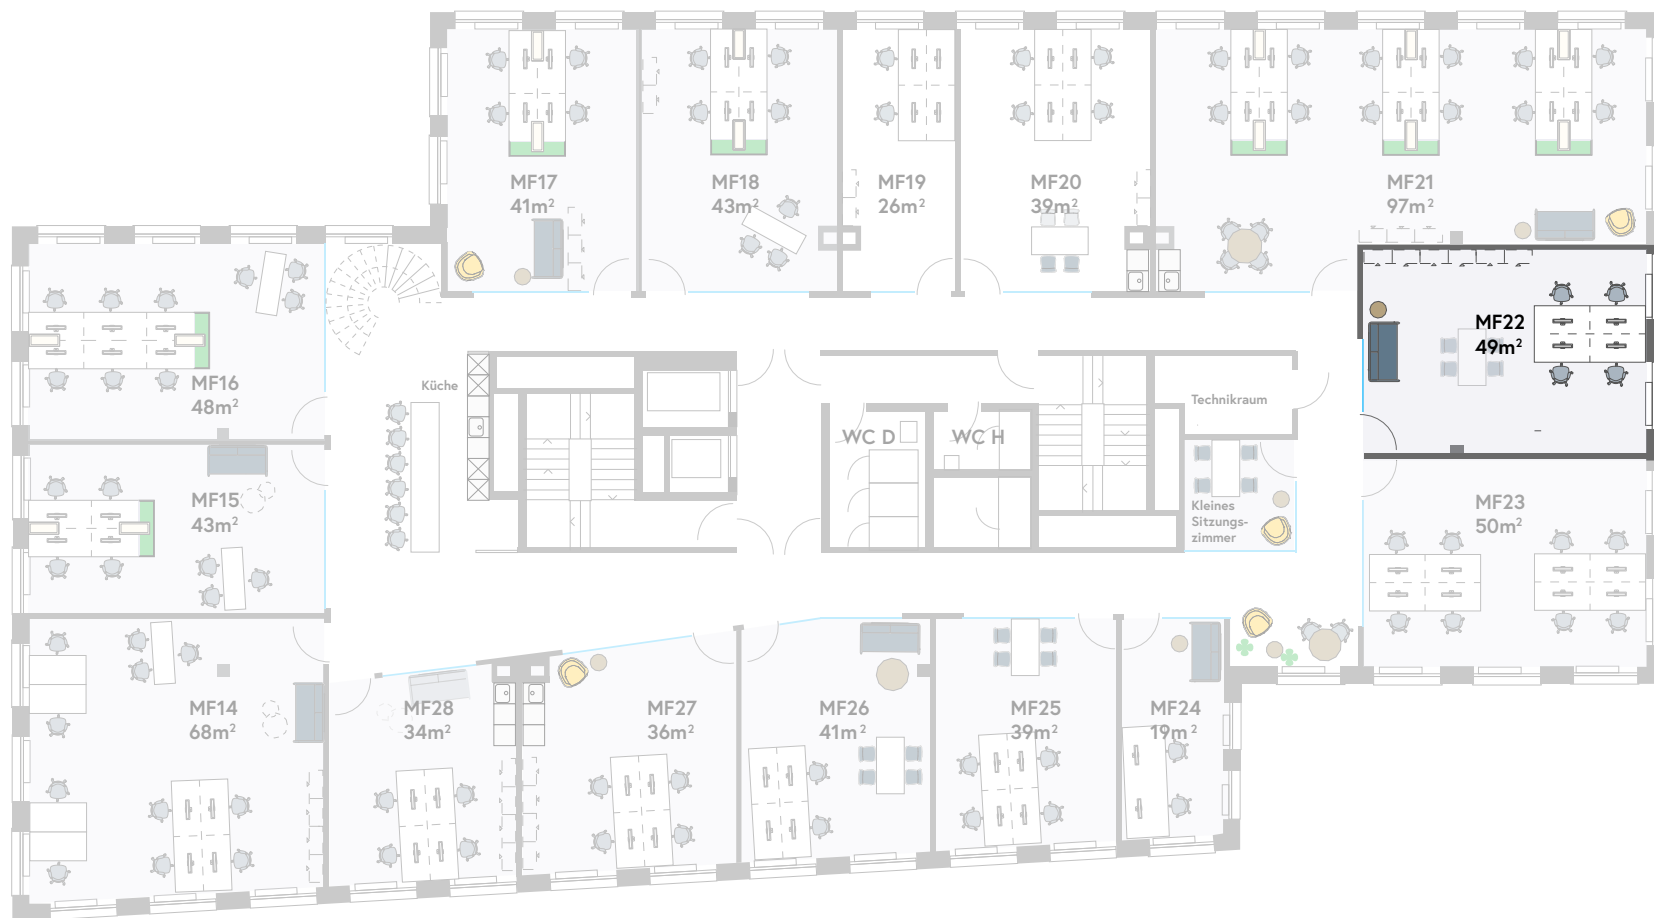 MF17
41m²
MF18
43m²
MF19
26m²
MF20
39m²
MF21
97m²
MF22
49m²
MF16
48m²
Küche
WC D
WC H
Technikraum
MF15
43m²
Kleines
Sitzungs-
zimmer
MF23
50m²
MF14
68m²
MF28
34m²
MF27
36m²
MF26
41m²
MF25
39m²
MF24
19m²